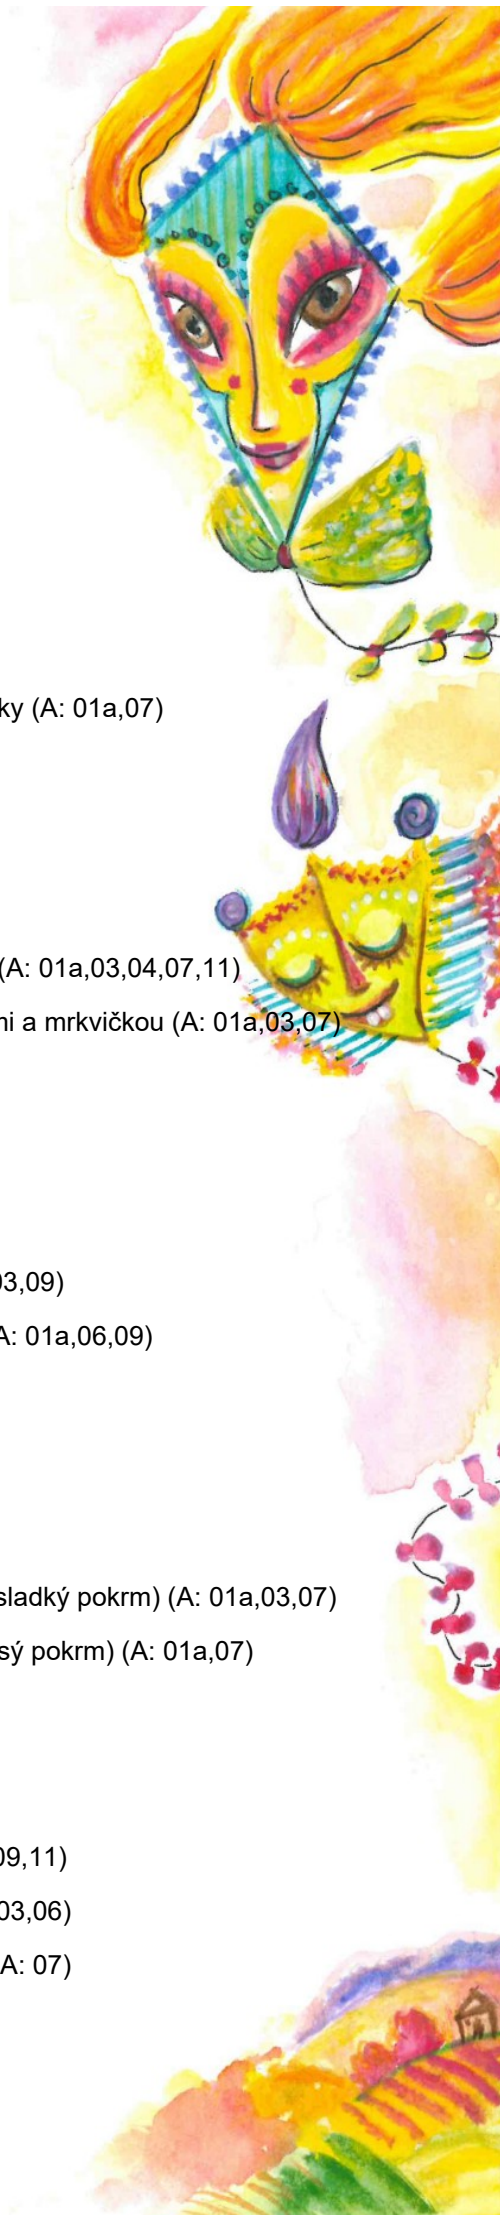 ky (A: 01a,07)
(A: 01a,03,04,07,11)
mi a mrkvičkou (A: 01a,03,07)
03,09)
A: 01a,06,09)
sladký pokrm) (A: 01a,03,07)
sý pokrm) (A: 01a,07)
09,11)
03,06)
A: 07)